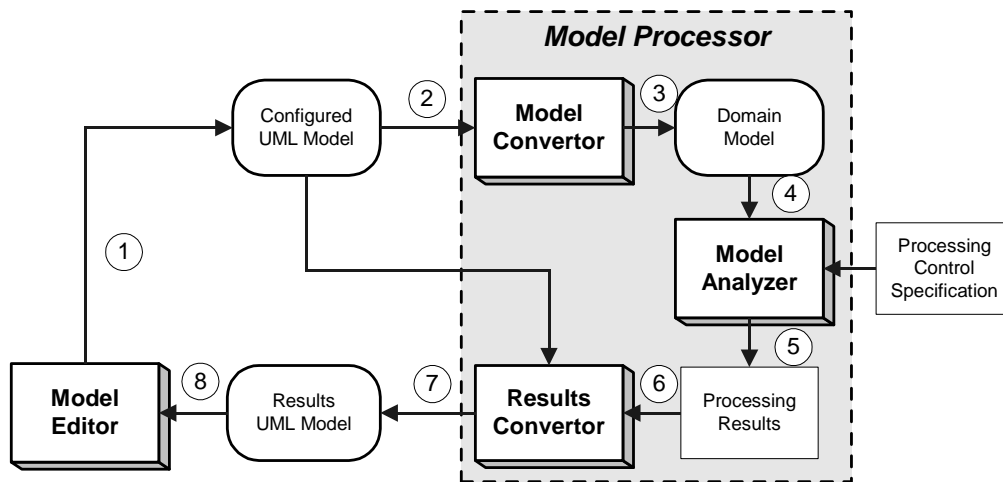 Model Processor
2
3
Configured
UML Model
Model
Convertor
Domain
Model
4
1
Model
Analyzer
Processing
Control
Specification
5
8
7
6
Model
Editor
Results
UML Model
Results
Convertor
Processing
Results